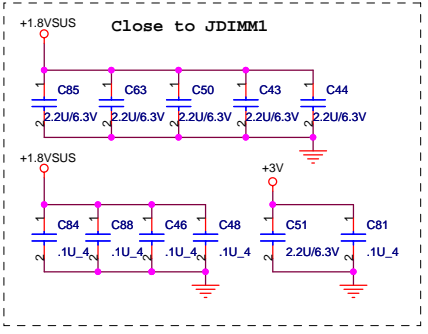 +1.8VSUS
Close to JDIMM1
1 C85 1 C63 1 C50 1 C43 1 C44
2 2.2U/6.3V 2 2.2U/6.3V 2 2.2U/6.3V 2 2.2U/6.3V 2 2.2U/6.3V
+1.8VSUS +3V
1 C84 1 C88 1 C46 1 C48 1 C51 1 C81
2 .1U_4 2 .1U_4 2 .1U_4 2 .1U_4 2 2.2U/6.3V 2 .1U_4